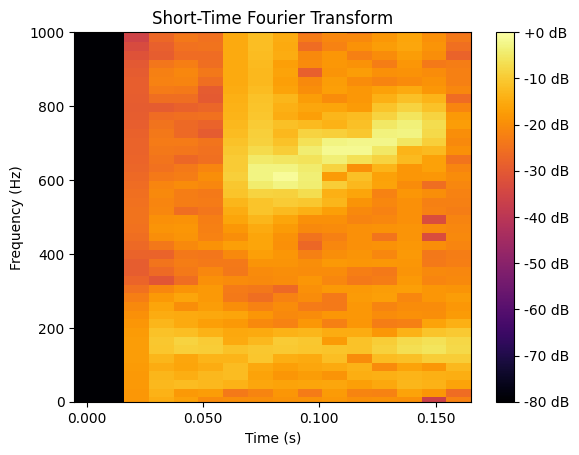 Short-Time Fourier Transform
1000
800
600
400
200
0
Frequency (Hz)
0.000
0.050
0.100
0.150
Time (s)
+0 dB
-10 dB
-20 dB
-30 dB
-40 dB
-50 dB
-60 dB
-70 dB
-80 dB